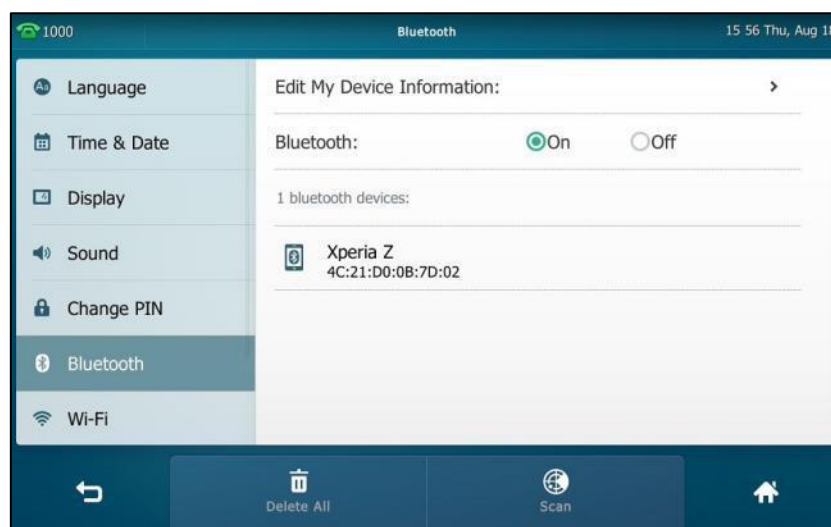 1000
Bluetooth
15 56 Thu, Aug 18
Language
Time & Date
Display
Sound
Change PIN
Bluetooth
Wi-Fi
Edit My Device Information:
Bluetooth: On Off
1 bluetooth devices:
Xperia Z
4C:21:D0:0B:7D:02
Delete All
Scan